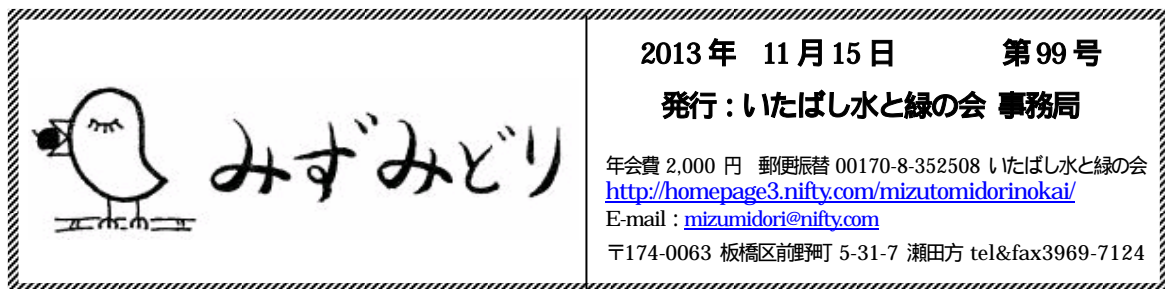 みずみどり
2013年 11月15日 第99号
発行：いたばし水と緑の会 事務局
年会費 2,000 円 郵便振替 00170-8-352508 いたばし水と緑の会
http://homepage3.nifty.com/mizutomidorinokai/
E-mail：mizumidori@nifty.com
〒174-0063 板橋区前野町 5-31-7 瀬田方 tel&fax3969-7124